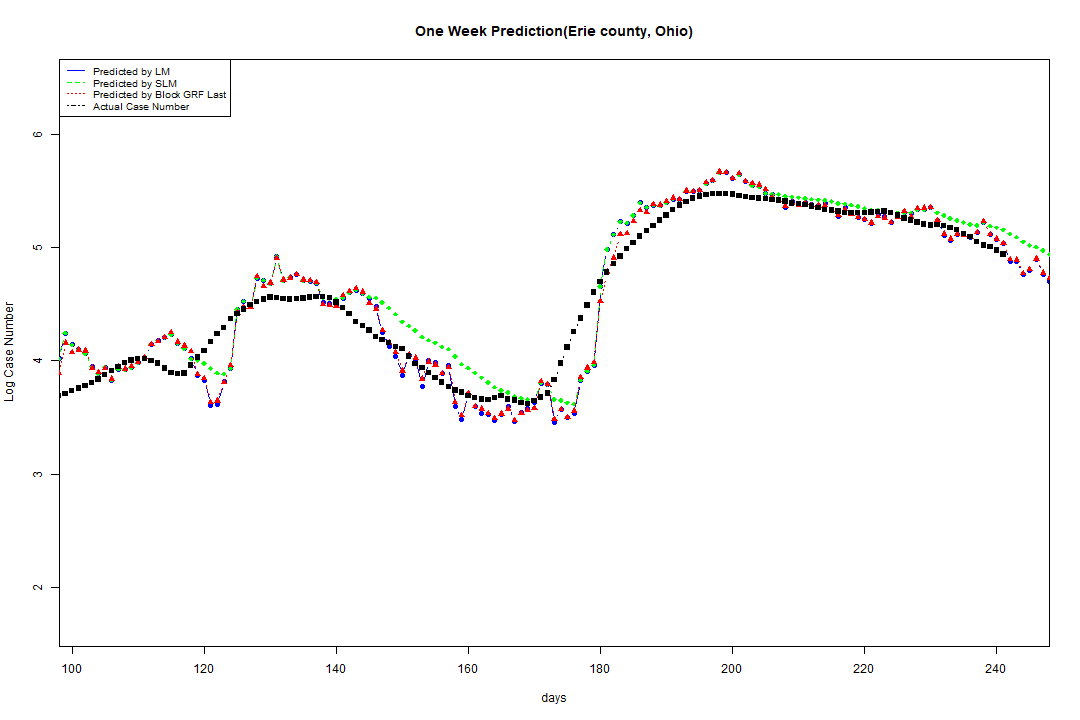 One Week Prediction(Erie county, Ohio)
Predicted by LM
Predicted by SLM
Predicted by Block GRF Last
Actual Case Number
6
5
4
3
2
Log Case Number
100 120 140 160 180 200 220 240
days